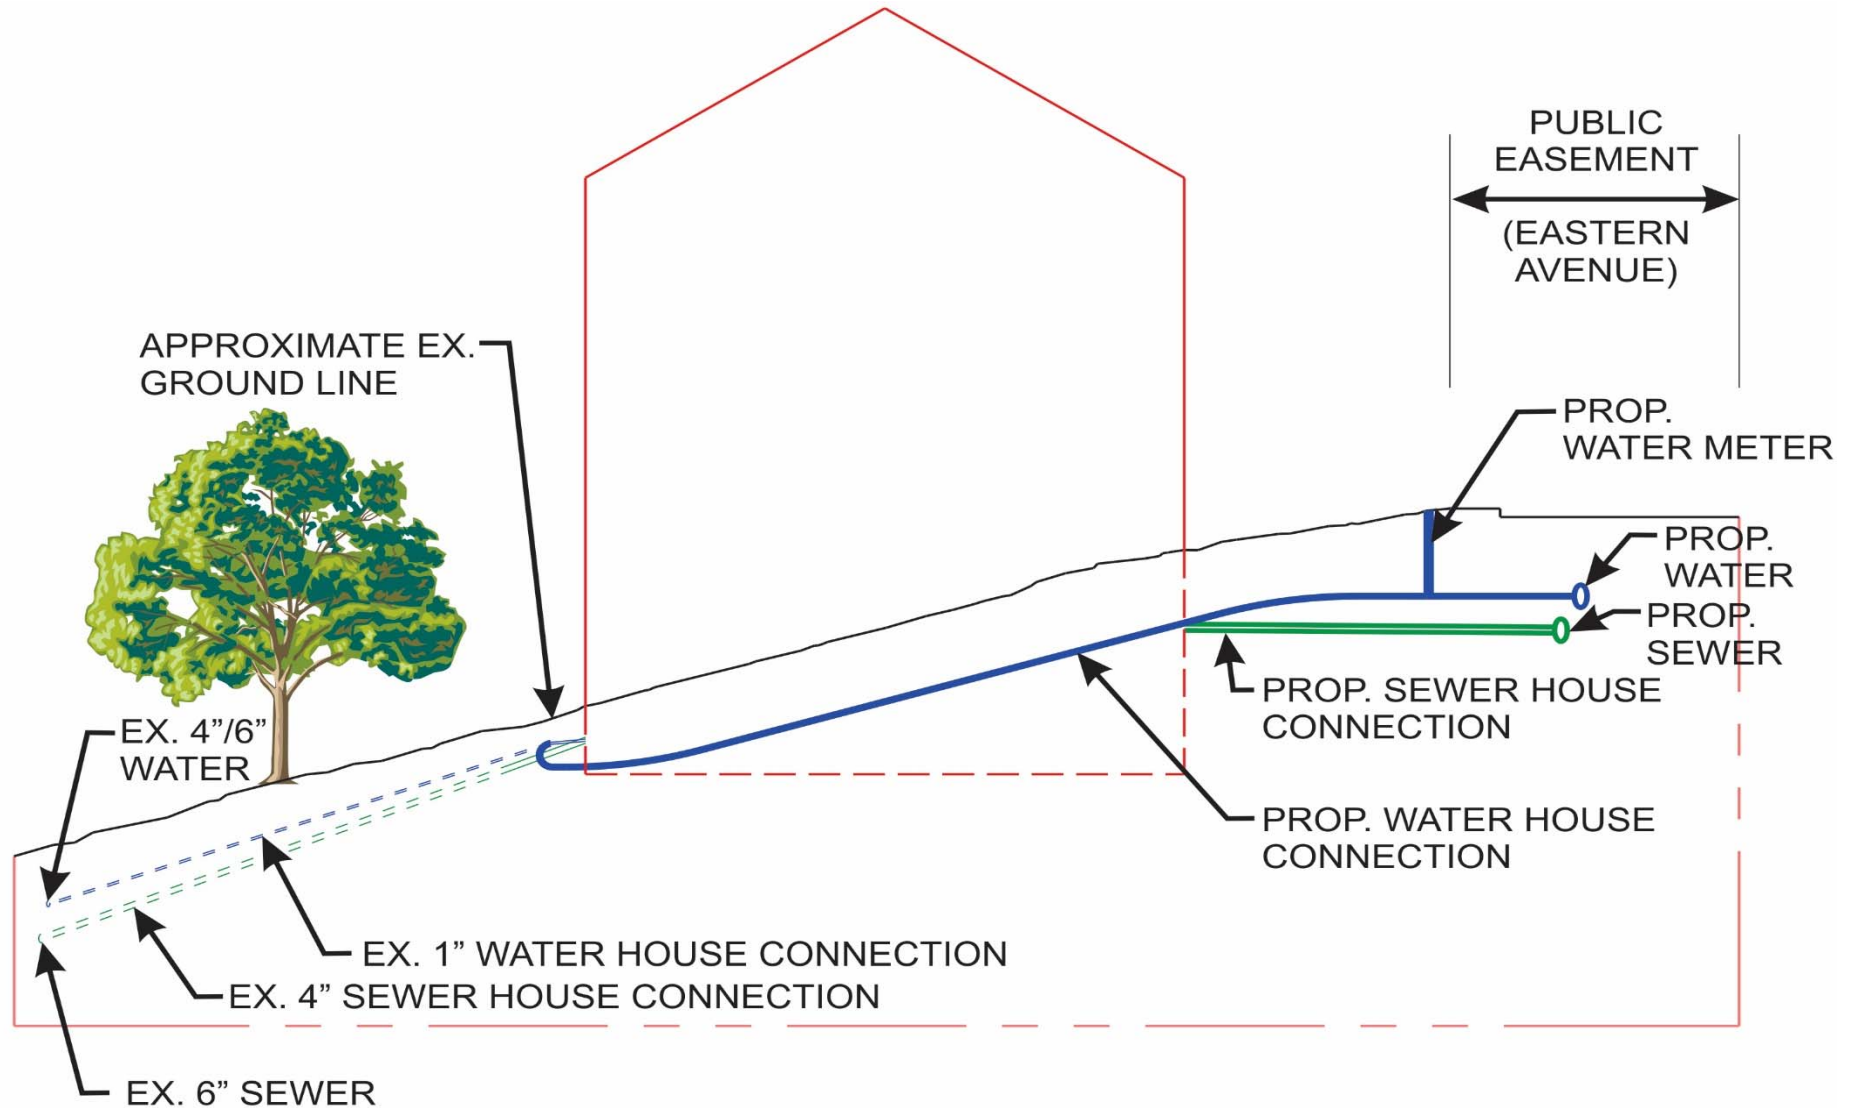 PUBLIC
EASEMENT
(EASTERN
AVENUE)
APPROXIMATE EX.
GROUND LINE
PROP.
WATER METER
PROP.
WATER
PROP.
SEWER
PROP. SEWER HOUSE
CONNECTION
EX. 4”/6”
WATER
PROP. WATER HOUSE
CONNECTION
EX. 1” WATER HOUSE CONNECTION
EX. 4” SEWER HOUSE CONNECTION
EX. 6” SEWER